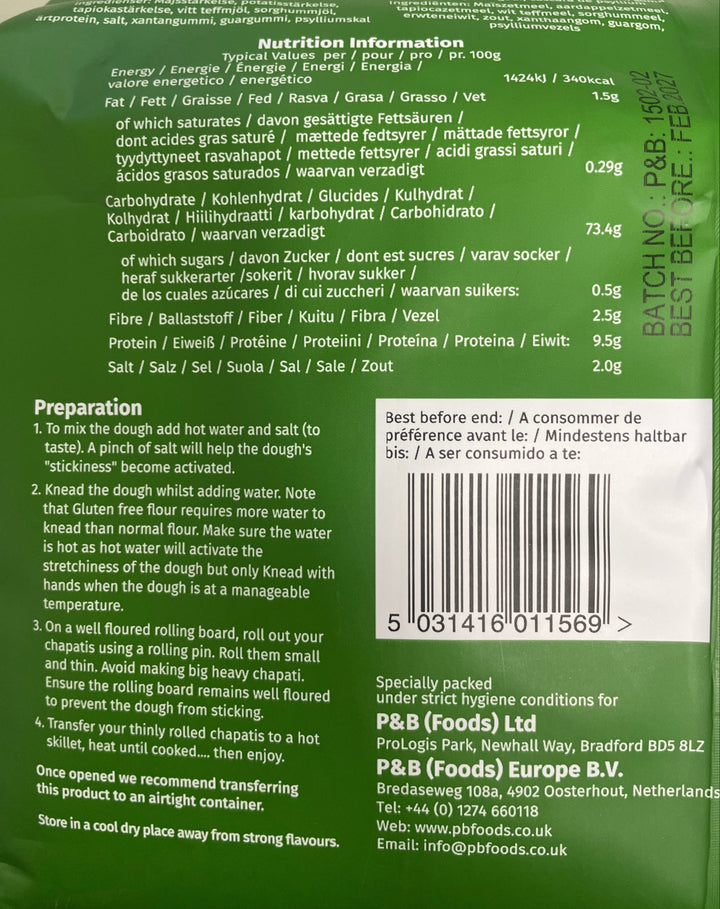 Ingredienser: Majsstärkelse, potatisstärkelse,
tapiokastärkelse, vitt teffmjöl, sorghummjöl,
ärtprotein, salt, xantangummi, guargummi, psylliumskal
Ingrediënten: Maïszetmeel, aardappelzetmeel,
tapiocazetmeel, wit teffmeel, sorghummeel,
erwteneiwit, zout, xanthaangom, guargom,
psylliumvezels
Nutrition Information
Typical Values per / pour / pro / pr. 100g
Energy / Energie / Énergie / Energi / Energia /
valore energetico / energético 1424kJ / 340kcal
Fat / Fett / Graisse / Fed / Rasva / Grasa / Grasso / Vet 1.5g
of which saturates / davon gesättigte Fettsäuren /
dont acides gras saturé / mættede fedtsyrer / mättade fettsyror /
tyydyttyneet rasvahapot / mettede fettsyrer / acidi grassi saturi /
ácidos grasos saturados / waarvan verzadigt 0.29g
Carbohydrate / Kohlenhydrat / Glucides / Kulhydrat /
Kolhydrat / Hiilihydraatti / karbohydrat / Carbohidrato /
Carboidrato / waarvan verzadigt 73.4g
of which sugars / davon Zucker / dont est sucres / varav socker /
heraf sukkerarter /sokerit / hvorav sukker /
de los cuales azúcares / di cui zuccheri / waarvan suikers: 0.5g
Fibre / Ballaststoff / Fiber / Kuitu / Fibra / Vezel 2.5g
Protein / Eiweiß / Protéine / Proteiini / Proteína / Proteina / Eiwit: 9.5g
Salt / Salz / Sel / Suola / Sal / Sale / Zout 2.0g
BATCH NO.: P&B: 1502-02
BEST BEFORE.: FEB 2027
Preparation
1. To mix the dough add hot water and salt (to
taste). A pinch of salt will help the dough's
"stickiness" become activated.
2. Knead the dough whilst adding water. Note
that Gluten free flour requires more water to
knead than normal flour. Make sure the water
is hot as hot water will activate the
stretchiness of the dough but only Knead with
hands when the dough is at a manageable
temperature.
3. On a well floured rolling board, roll out your
chapatis using a rolling pin. Roll them small
and thin. Avoid making big heavy chapati.
Ensure the rolling board remains well floured
to prevent the dough from sticking.
4. Transfer your thinly rolled chapatis to a hot
skillet, heat until cooked.... then enjoy.
Once opened we recommend transferring
this product to an airtight container.
Store in a cool dry place away from strong flavours.
Best before end: / A consommer de
préférence avant le: / Mindestens haltbar
bis: / A ser consumido a te:
5 031416 011569 >
Specially packed
under strict hygiene conditions for
P&B (Foods) Ltd
ProLogis Park, Newhall Way, Bradford BD5 8LZ
P&B (Foods) Europe B.V.
Bredaseweg 108a, 4902 Oosterhout, Netherlands
Tel: +44 (0) 1274 660118
Web: www.pbfoods.co.uk
Email: info@pbfoods.co.uk